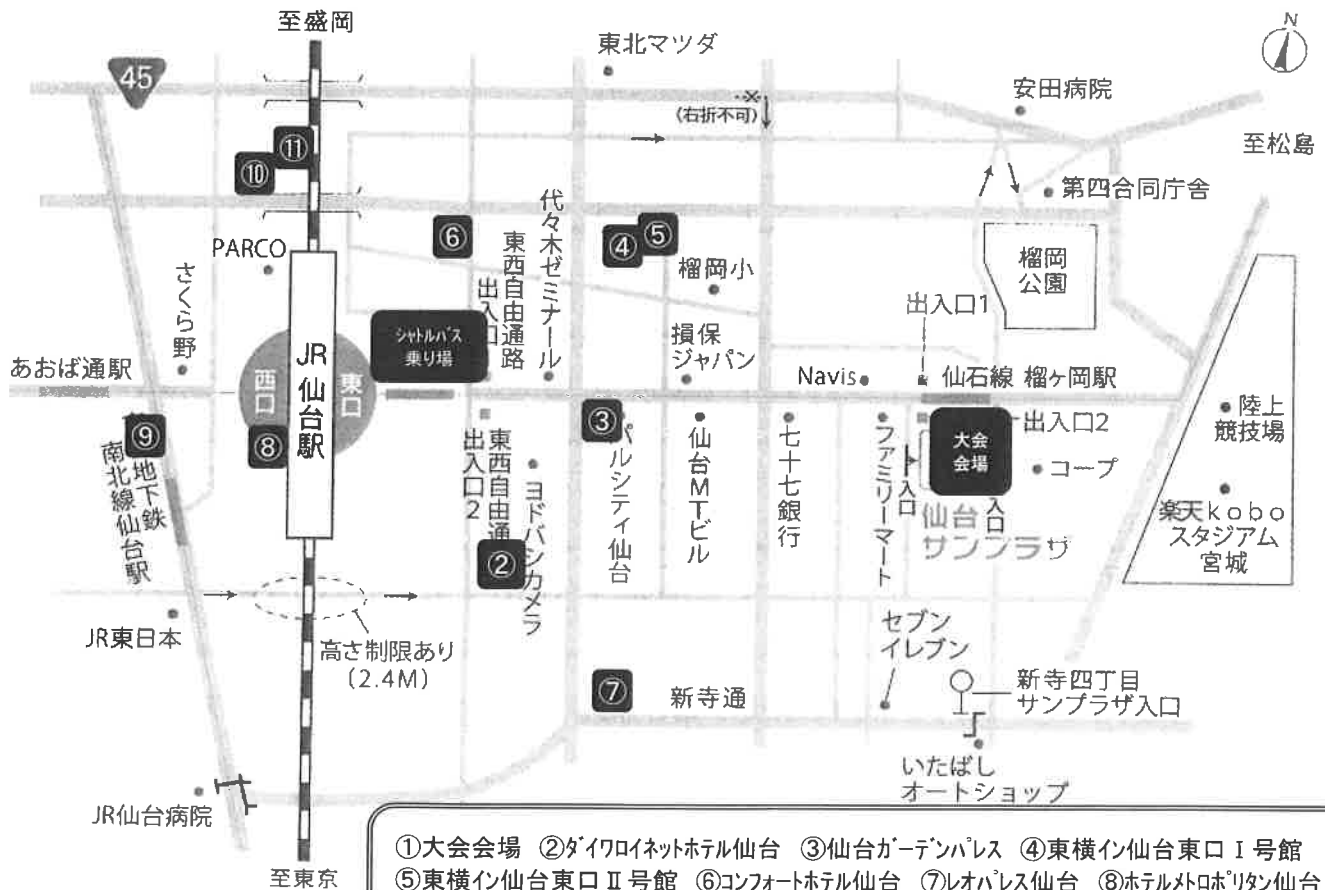 至盛岡
N
45
東北マツダ
(右折不可)
安田病院
至松島
⑪
⑩
第四合同庁舎
PARCO
⑥
代々木ゼミナール
東西自由通路
出入口
④
⑤
榴岡小
榴岡
公園
さくら野
シャトルバス
乗り場
損保
ジャパン
出入口1
あおば通駅
西口
JR仙台駅
東口
Navis
仙石線 榴ヶ岡駅
⑨
⑧
地下鉄
南北線仙台駅
東西自由通
出入口2
ヨドバシカメラ
②
③
パルシティ仙台
仙台MTビル
七十七銀行
ファミリーマート
入口
大会
会場
出入口2
コープ
入口
仙台
サンプラザ
陸上
競技場
楽天kobo
スタジアム
宮城
JR東日本
高さ制限あり
(2.4M)
セブン
イレブン
⑦
新寺通
新寺四丁目
サンプラザ入口
いたばし
オートショップ
JR仙台病院
至東京
①大会会場 ②ダイワロイネットホテル仙台 ③仙台ガーデンパレス ④東横イン仙台東口Ⅰ号館
⑤東横イン仙台東口Ⅱ号館 ⑥コンフォートホテル仙台 ⑦レオパレス仙台 ⑧ホテルメトロポリタン仙台